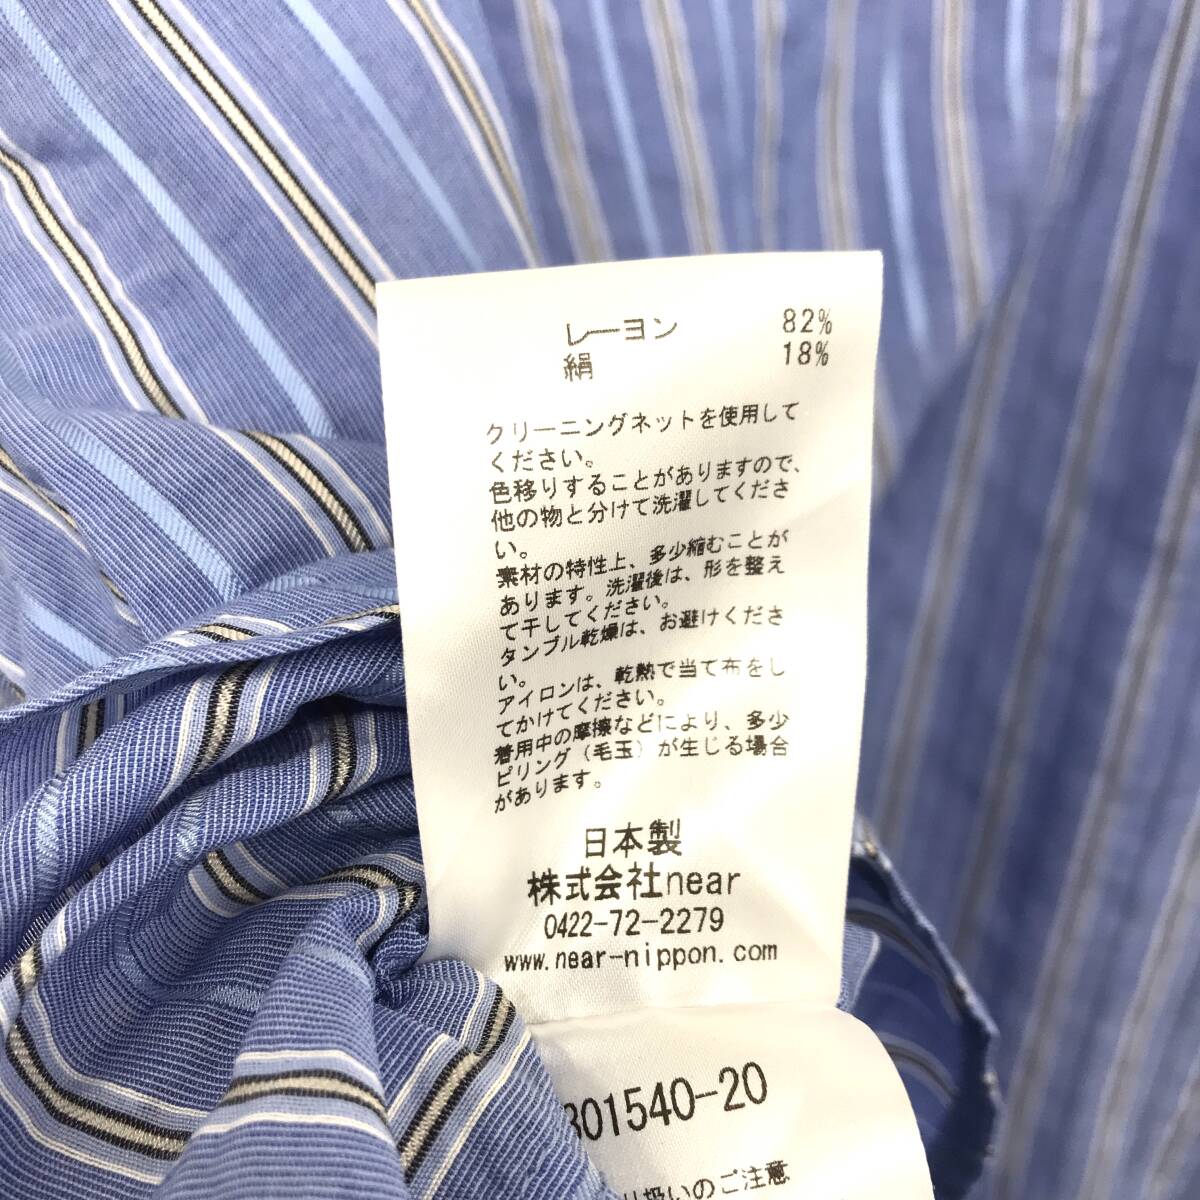 レーヨン 82%
絹 18%
クリーニングネットを使用して
ください。
色移りすることがありますので、
他の物と分けて洗濯してくださ
い。
素材の特性上、多少縮むことが
あります。洗濯後は、形を整え
て干してください。
タンブル乾燥は、お避けくださ
い。
アイロンは、乾熱で当て布をし
てかけてください。
着用中の摩擦などにより、多少
ピリング（毛玉）が生じる場合
があります。
日本製
株式会社near
0422-72-2279
www.near-nippon.com
301540-20
り扱いのご注意